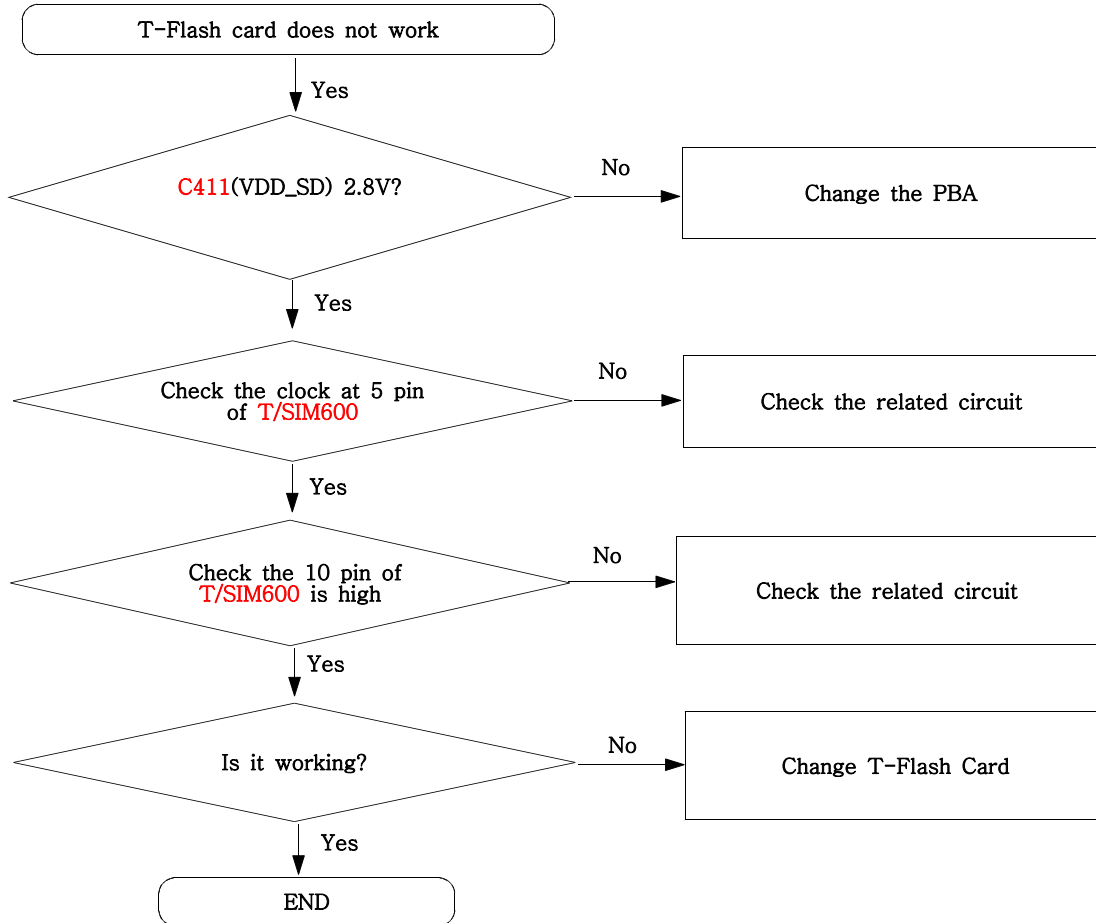 T-Flash card does not work
Yes
C411(VDD_SD) 2.8V?
No
Change the PBA
Yes
Check the clock at 5 pin
of T/SIM600
No
Check the related circuit
Yes
Check the 10 pin of
T/SIM600 is high
No
Check the related circuit
Yes
Is it working?
No
Change T-Flash Card
Yes
END